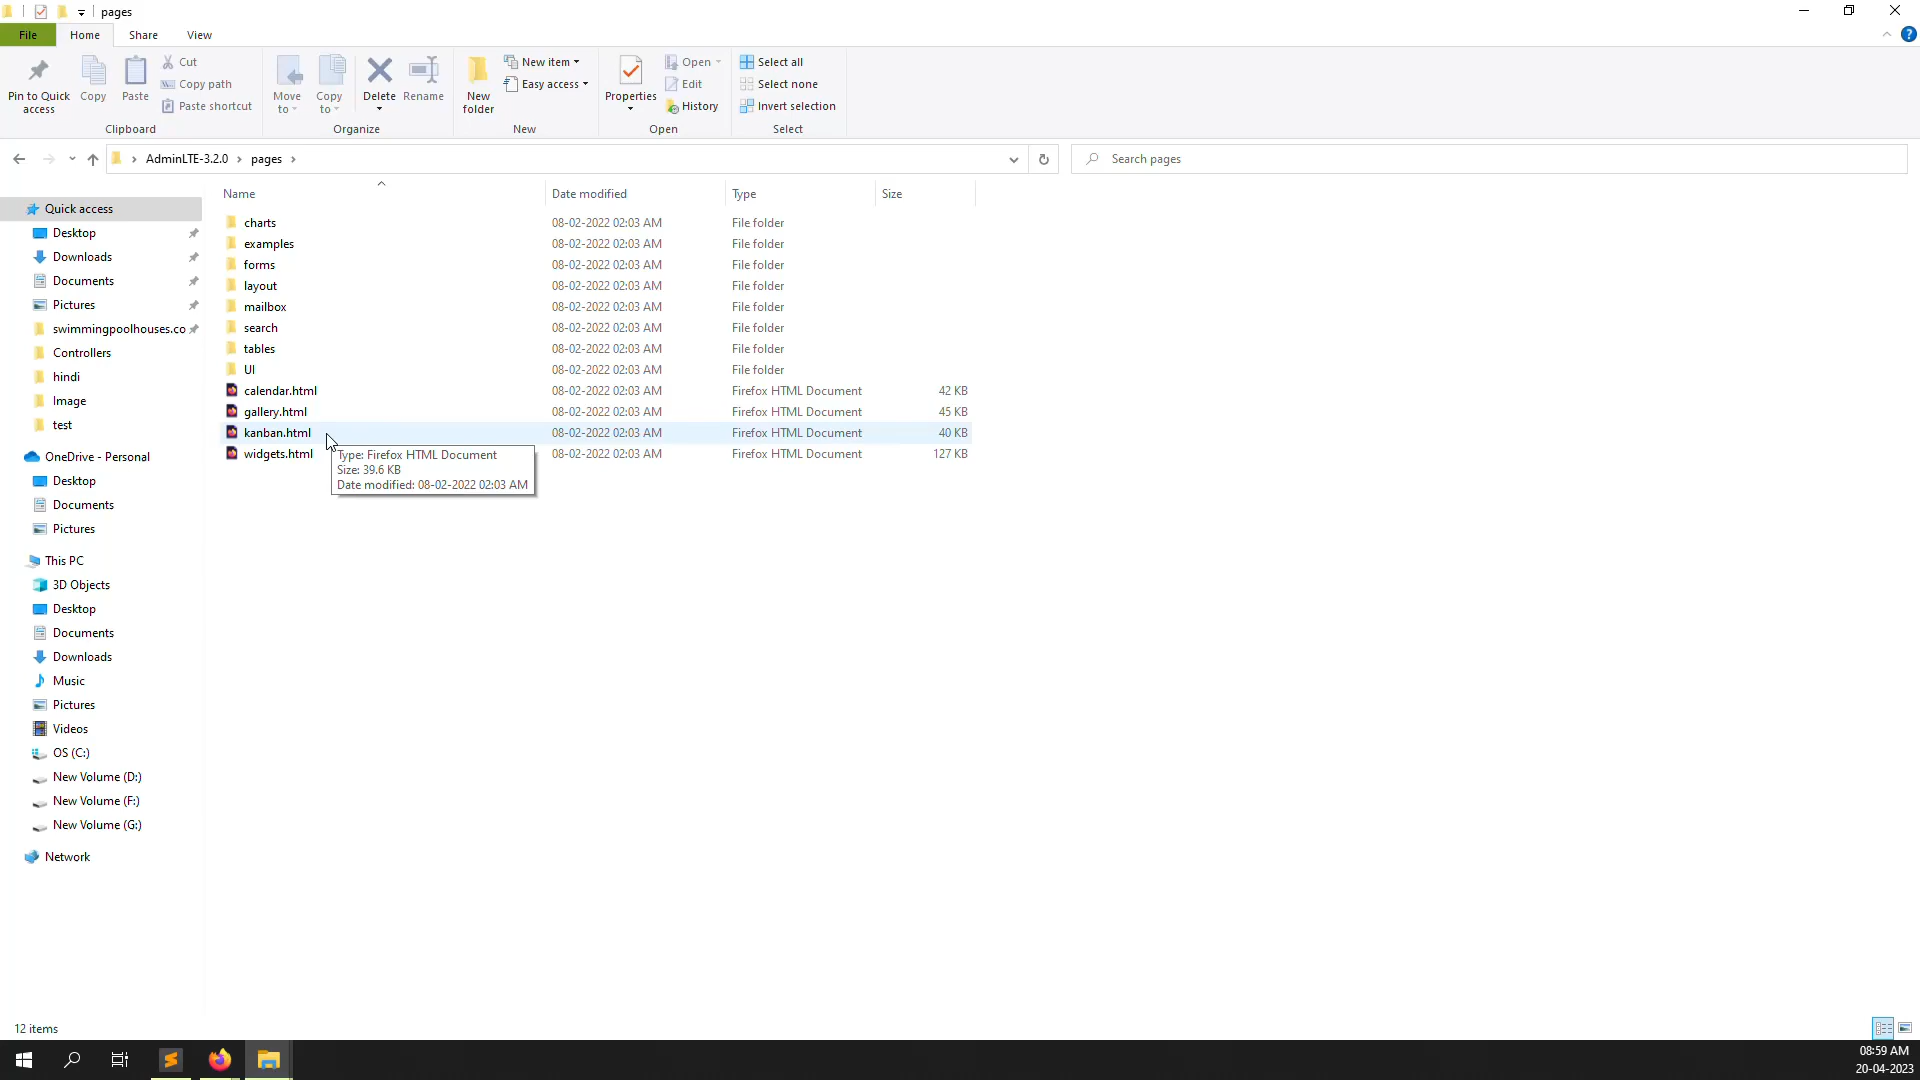 pages
File Home Share View
Pin to Quick access
Copy
Paste
Cut
Copy path
Paste shortcut
Clipboard
Move to
Copy to
Delete
Rename
Organize
New folder
New item
Easy access
New
Properties
Open
Edit
History
Open
Select all
Select none
Invert selection
Select
AdminLTE-3.2.0 pages
Search pages
Name Date modified Type Size
charts 08-02-2022 02:03 AM File folder
examples 08-02-2022 02:03 AM File folder
forms 08-02-2022 02:03 AM File folder
layout 08-02-2022 02:03 AM File folder
mailbox 08-02-2022 02:03 AM File folder
search 08-02-2022 02:03 AM File folder
tables 08-02-2022 02:03 AM File folder
UI 08-02-2022 02:03 AM File folder
calendar.html 08-02-2022 02:03 AM Firefox HTML Document 42 KB
gallery.html 08-02-2022 02:03 AM Firefox HTML Document 45 KB
kanban.html 08-02-2022 02:03 AM Firefox HTML Document 40 KB
widgets.html 08-02-2022 02:03 AM Firefox HTML Document 127 KB
Type: Firefox HTML Document
Size: 39.6 KB
Date modified: 08-02-2022 02:03 AM
Quick access
Desktop
Downloads
Documents
Pictures
swimmingpoolhouses.co
Controllers
hindi
Image
test
OneDrive - Personal
Desktop
Documents
Pictures
This PC
3D Objects
Desktop
Documents
Downloads
Music
Pictures
Videos
OS (C:)
New Volume (D:)
New Volume (F:)
New Volume (G:)
Network
12 items
08:59 AM
20-04-2023